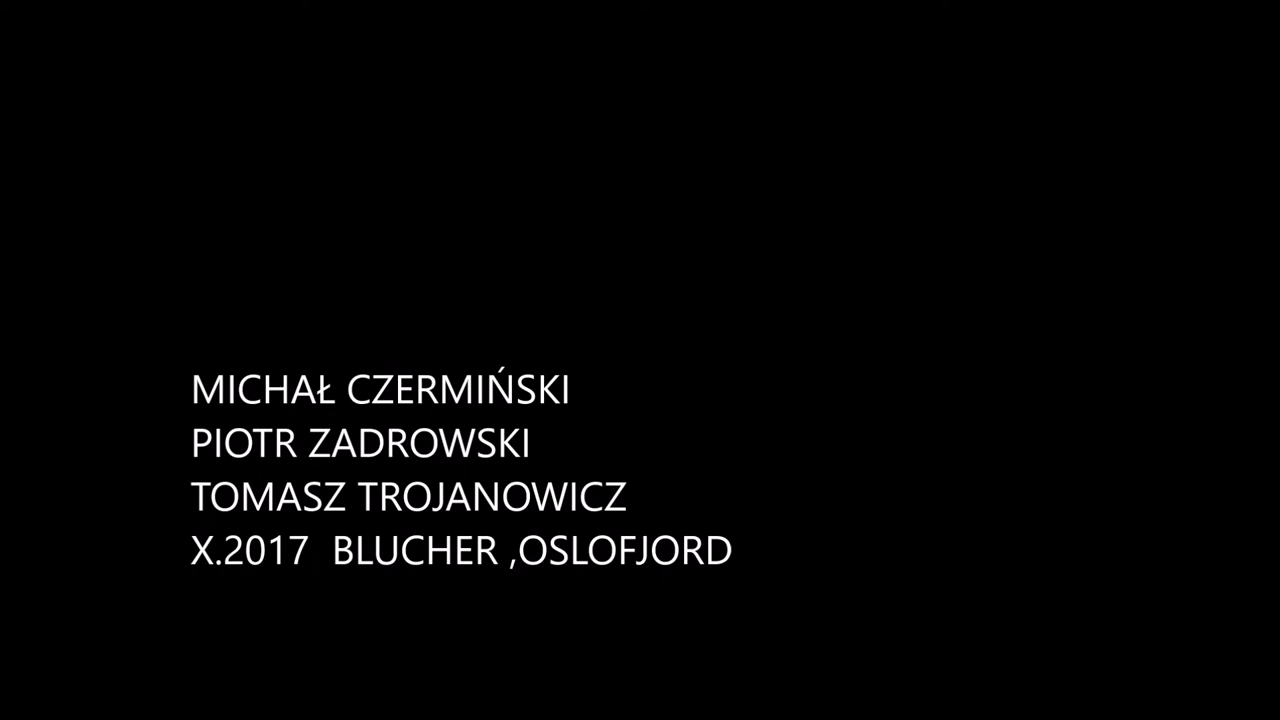 MICHAŁ CZERMIŃSKI
PIOTR ZADROWSKI
TOMASZ TROJANOWICZ
X.2017  BLUCHER ,OSLOFJORD